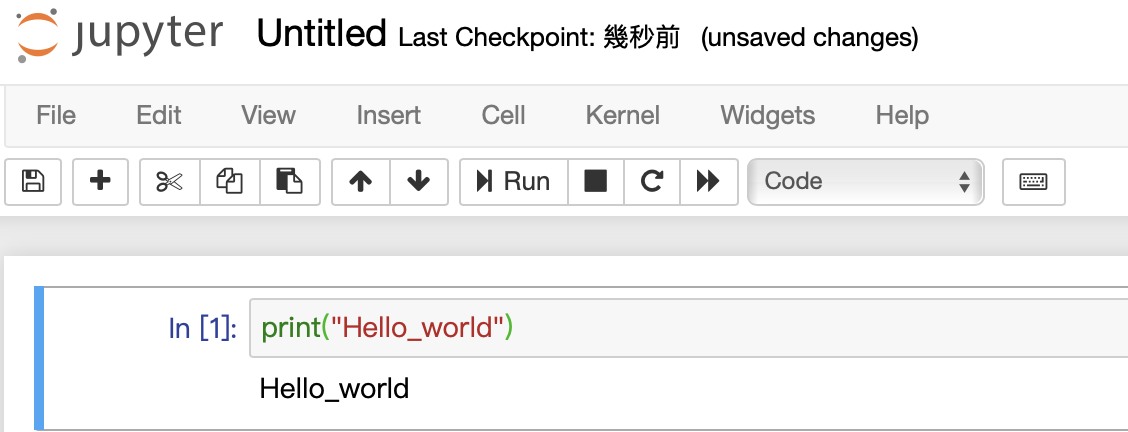 jupyter Untitled Last Checkpoint: 幾秒前 (unsaved changes)
File Edit View Insert Cell Kernel Widgets Help
Run Code
In [1]: print("Hello_world")
Hello_world